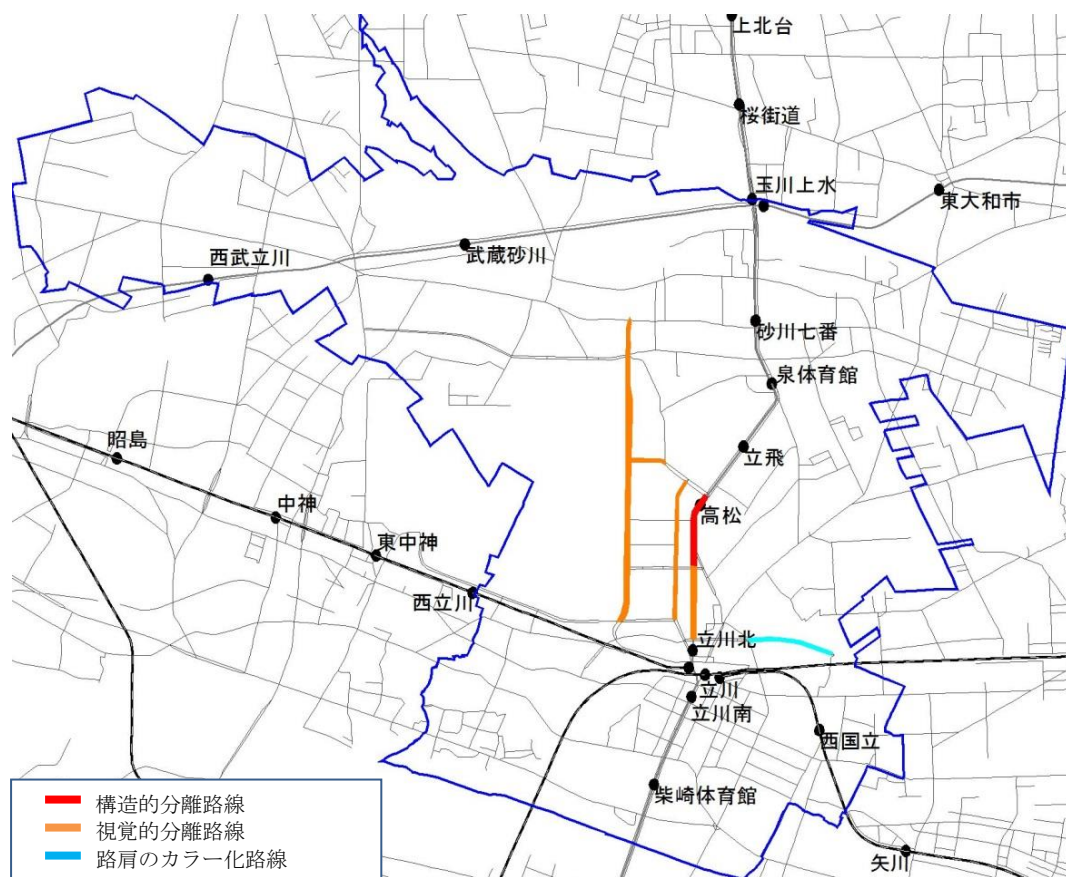 上北台
桜街道
玉川上水
東大和市
西武立川
武蔵砂川
砂川七番
泉体育館
昭島
立飛
高松
中神
東中神
西立川
立川北
立川
立川南
西国立
柴崎体育館
矢川
構造的分離路線
視覚的分離路線
路肩のカラー化路線